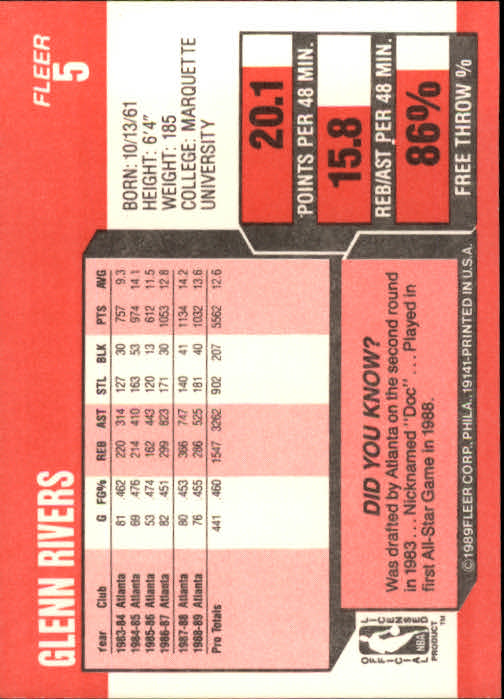 GLENN RIVERS
FLEER
5
Year Club G FG% REB AST STL BLK PTS AVG
1983-84 Atlanta 81 462 220 314 127 30 757 9.3
1984-85 Atlanta 69 476 214 410 163 53 974 14.1
1985-86 Atlanta 53 474 162 443 120 13 612 11.5
1986-87 Atlanta 82 451 299 823 171 30 1053 12.8
1987-88 Atlanta 80 453 366 747 140 41 1134 14.2
1988-89 Atlanta 76 455 286 525 181 40 1032 13.6
Pro Totals 441 460 1547 3262 902 207 5562 12.6
BORN: 10/13/61
HEIGHT: 6'4"
WEIGHT: 185
COLLEGE: MARQUETTE
UNIVERSITY
20.1
POINTS PER 48 MIN.
15.8
REB/AST PER 48 MIN.
86%
FREE THROW %
DID YOU KNOW?
Was drafted by Atlanta on the second round
in 1983 . . . Nicknamed "Doc" . . . Played in
first All-Star Game in 1988.
OFFICIAL LICENSED
NBA
PRODUCT™
©1989FLEER CORP., PHILA., 19141-PRINTED IN U.S.A.